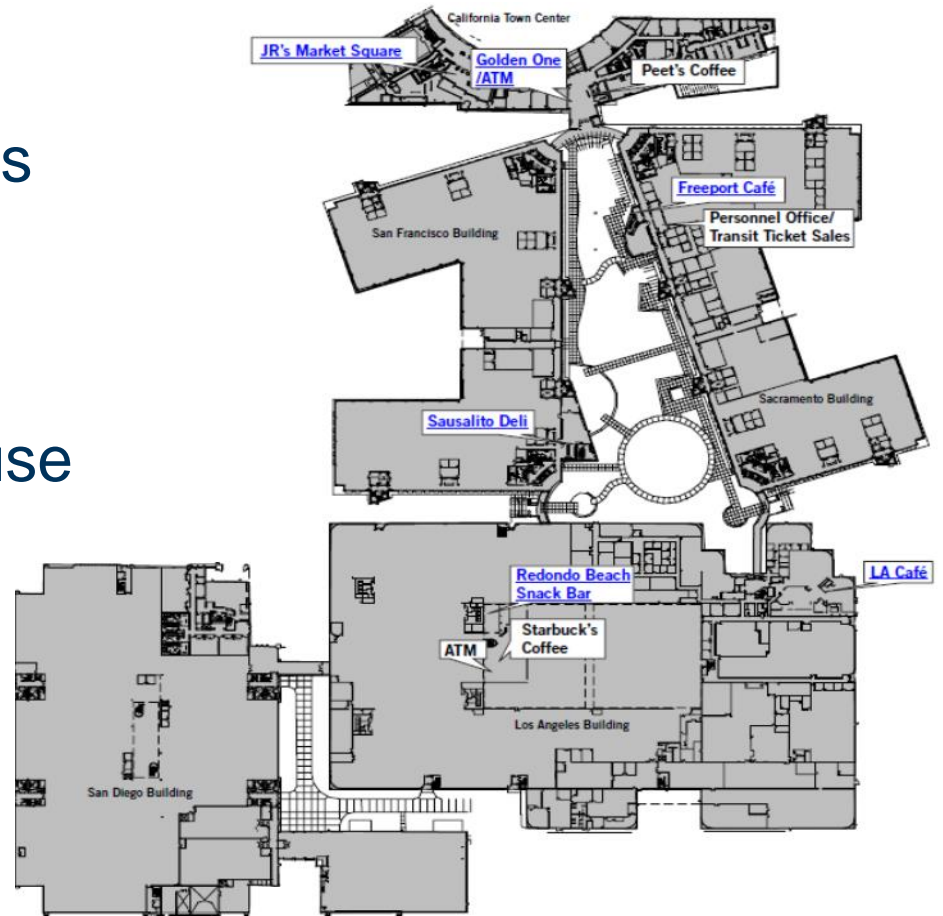 California Town Center
JR's Market Square
Golden One
/ATM
Peet's Coffee
s
Freeport Café
Personnel Office/
Transit Ticket Sales
San Francisco Building
Sacramento Building
Sausalito Deli
use
Redondo Beach
Snack Bar
LA Café
Starbuck's
Coffee
ATM
Los Angeles Building
San Diego Building